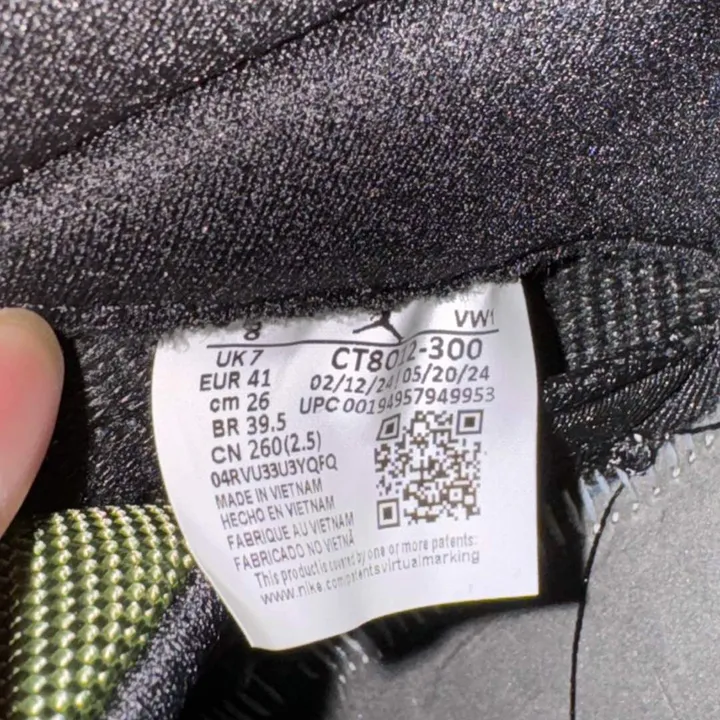 8 VW1
UK 7 CT8012-300
EUR 41 02/12/24 05/20/24
cm 26 UPC 00194957949953
BR 39.5
CN 260(2.5)
04RVU33U3YQFQ
MADE IN VIETNAM
HECHO EN VIETNAM
FABRIQUE AU VIETNAM
FABRICADO NO VIETNÃ
This product is covered by one or more patents:
www.nike.com/patentsvirtualmarking